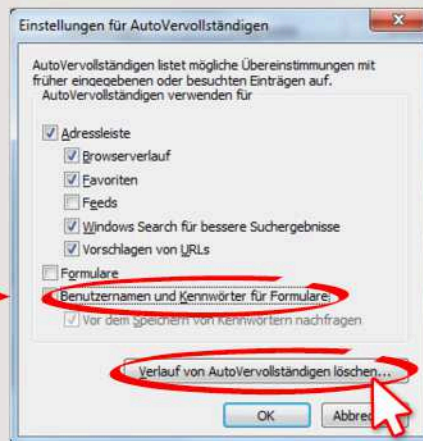 Einstellungen für AutoVervollständigen
AutoVervollständigen listet mögliche Übereinstimmungen mit
früher eingegebenen oder besuchten Einträgen auf.
AutoVervollständigen verwenden für
Adressleiste
Browserverlauf
Favoriten
Feeds
Windows Search für bessere Suchergebnisse
Vorschlagen von URLs
Formulare
Benutzernamen und Kennwörter für Formulare
Vor dem Speichern von Kennwörtern nachfragen
Verlauf von AutoVervollständigen löschen...
OK
Abbre